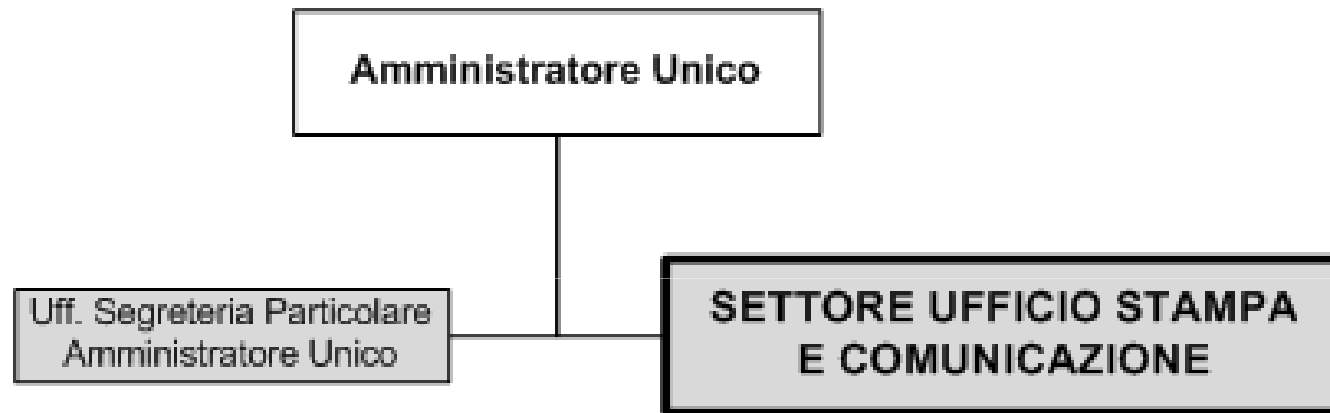 Amministratore Unico
Uff. Segreteria Particolare
Amministratore Unico
SETTORE UFFICIO STAMPA
E COMUNICAZIONE